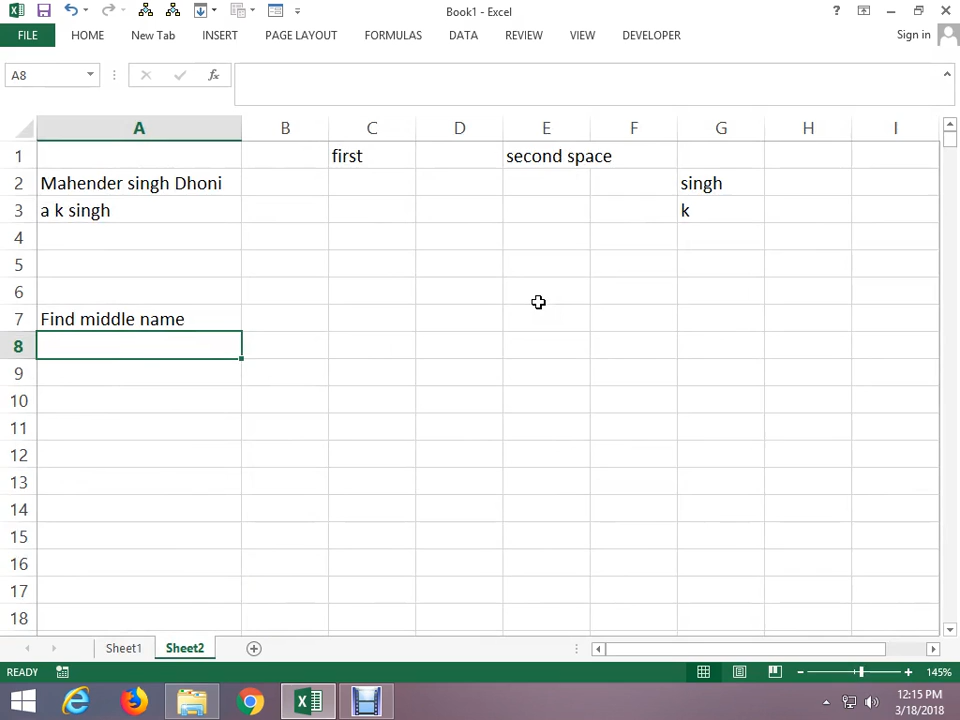 Book1 - Excel
FILE HOME New Tab INSERT PAGE LAYOUT FORMULAS DATA REVIEW VIEW DEVELOPER Sign in
A8 fx
A B C D E F G H I
1 first second space
2 Mahender singh Dhoni singh
3 a k singh k
4
5
6
7 Find middle name
8
9
10
11
12
13
14
15
16
17
18
Sheet1 Sheet2
READY 145%
12:15 PM
3/18/2018